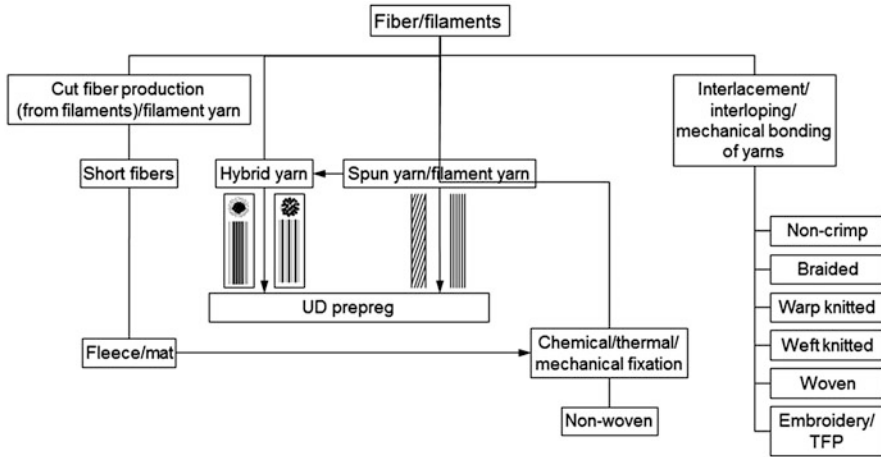 Fiber/filaments
Cut fiber production
(from filaments)/filament yarn
Interlacement/
interloping/
mechanical bonding
of yarns
Short fibers
Hybrid yarn
Spun yarn/filament yarn
Non-crimp
Braided
UD prepreg
Warp knitted
Fleece/mat
Chemical/thermal/
mechanical fixation
Weft knitted
Woven
Non-woven
Embroidery/
TFP